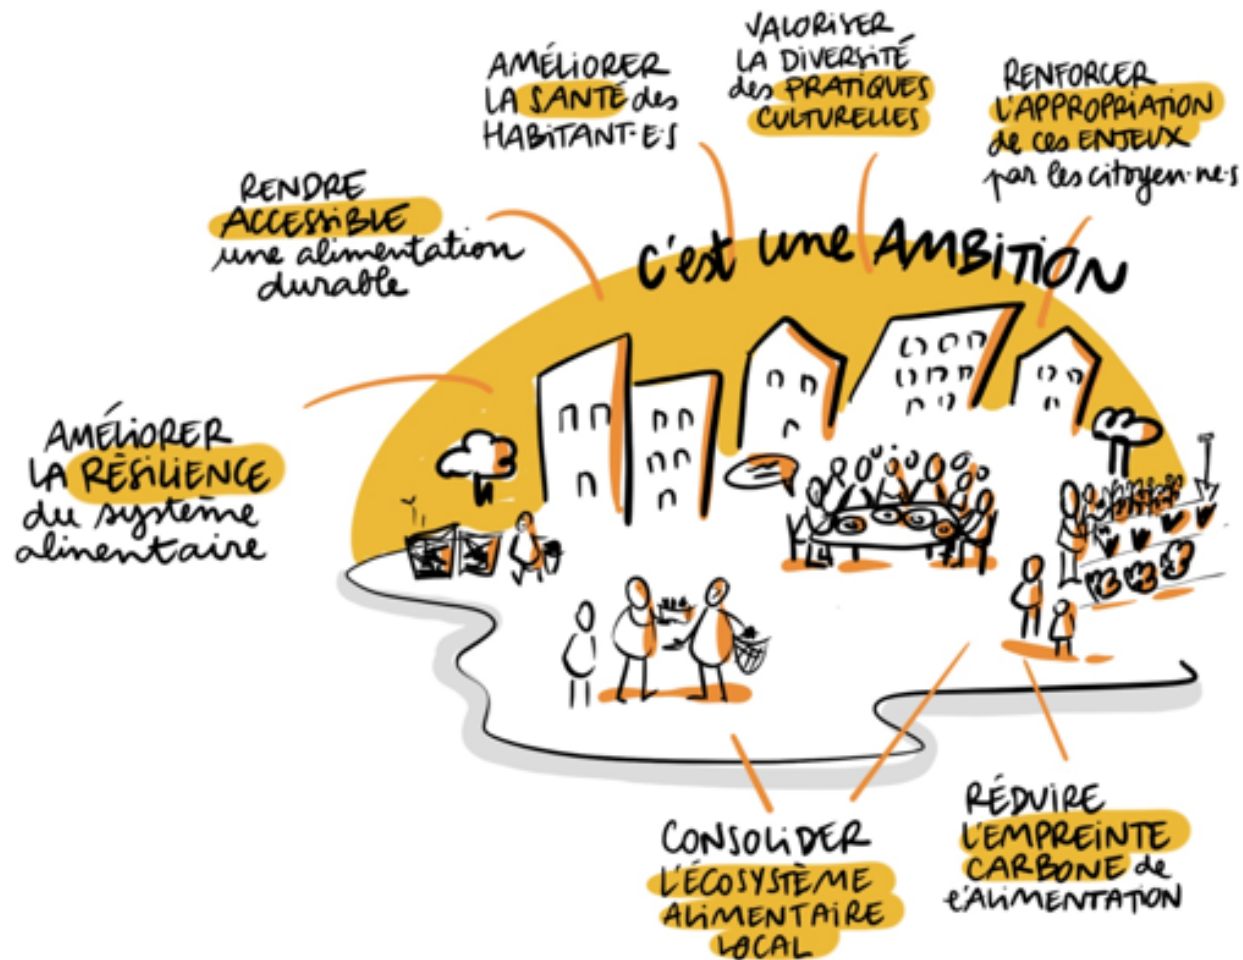 AMÉLIORER
LA SANTÉ des
HABITANT·E·S
VALORISER
LA DIVERSITÉ
des PRATIQUES
CULTURELLES
RENFORCER
L'APPROPRIATION
de ces ENJEUX
par les citoyen·ne·s
RENDRE
ACCESSIBLE
une alimentation
durable
c'est une AMBITION
AMÉLIORER
LA RÉSILIENCE
du système
alimentaire
CONSOLIDER
L'ÉCOSYSTÈME
ALIMENTAIRE
LOCAL
RÉDUIRE
L'EMPREINTE
CARBONE de
l'ALIMENTATION